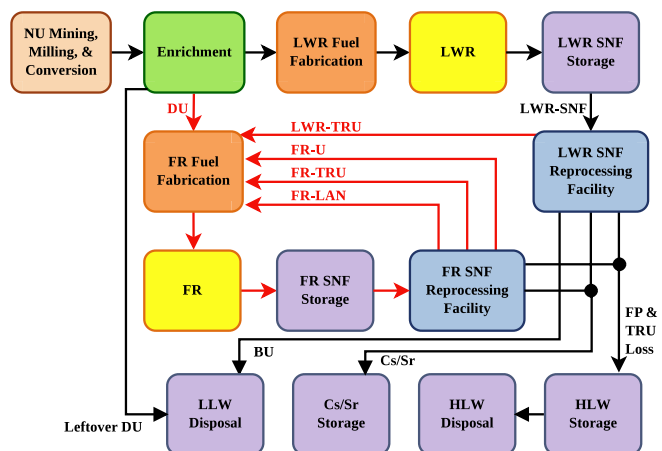 NU Mining,
Milling, &
Conversion
Enrichment
LWR Fuel
Fabrication
LWR
LWR SNF
Storage
DU
LWR-SNF
LWR-TRU
FR-U
FR-TRU
FR-LAN
FR Fuel
Fabrication
LWR SNF
Reprocessing
Facility
FR
FR SNF
Storage
FR SNF
Reprocessing
Facility
FP &
TRU
Loss
BU
Cs/Sr
Leftover DU
LLW
Disposal
Cs/Sr
Storage
HLW
Disposal
HLW
Storage